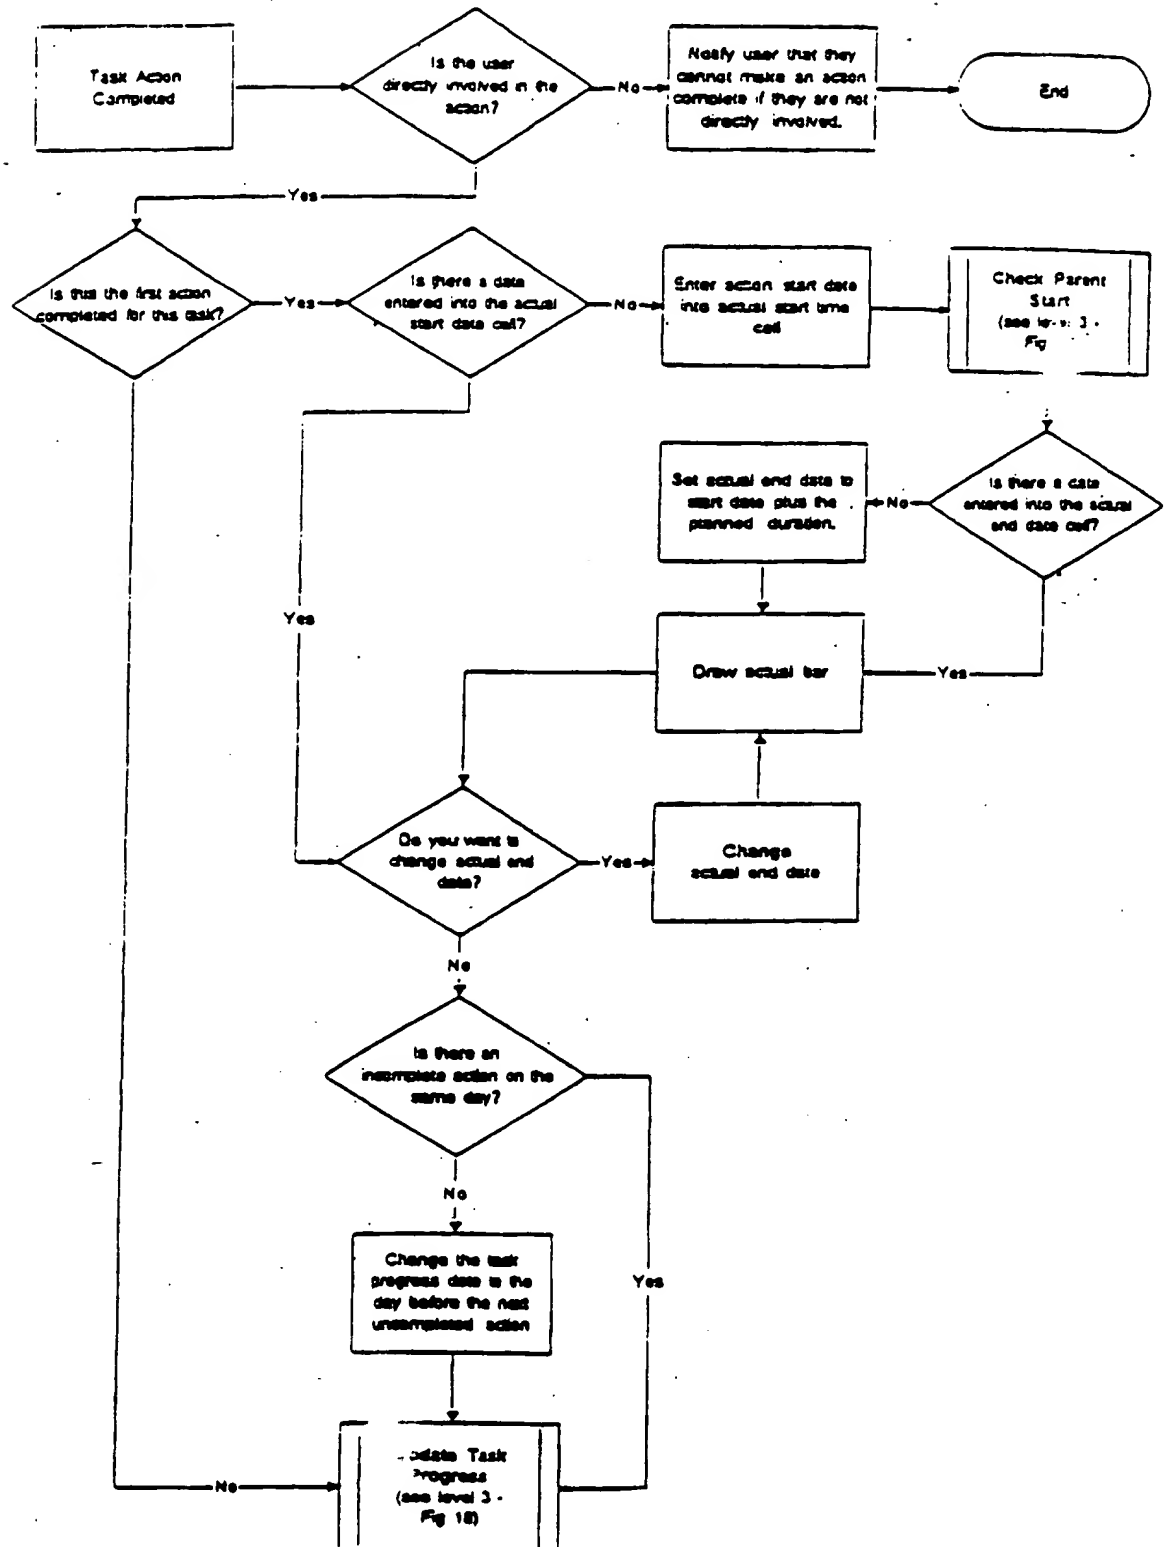 Task Action
Completed
Is the user
directly involved in the
action?
No
Notify user that they
cannot make an action
complete if they are not
directly involved.
End
Yes
Is this the first action
completed for this task?
Yes
Is there a date
entered into the actual
start date cell?
No
Enter action start date
into actual start time
cell
Check Parent
Start
(see level 3 -
Fig
Set actual end date to
start date plus the
planned duration.
No
Is there a date
entered into the actual
end date cell?
Yes
Draw actual bar
Yes
Do you want to
change actual end
date?
Yes
Change
actual end date
No
Is there an
incomplete action on the
same day?
No
Change the task
progress date to the
day before the next
uncompleted action
Yes
No
Update Task
Progress
(see level 3 -
Fig 18)